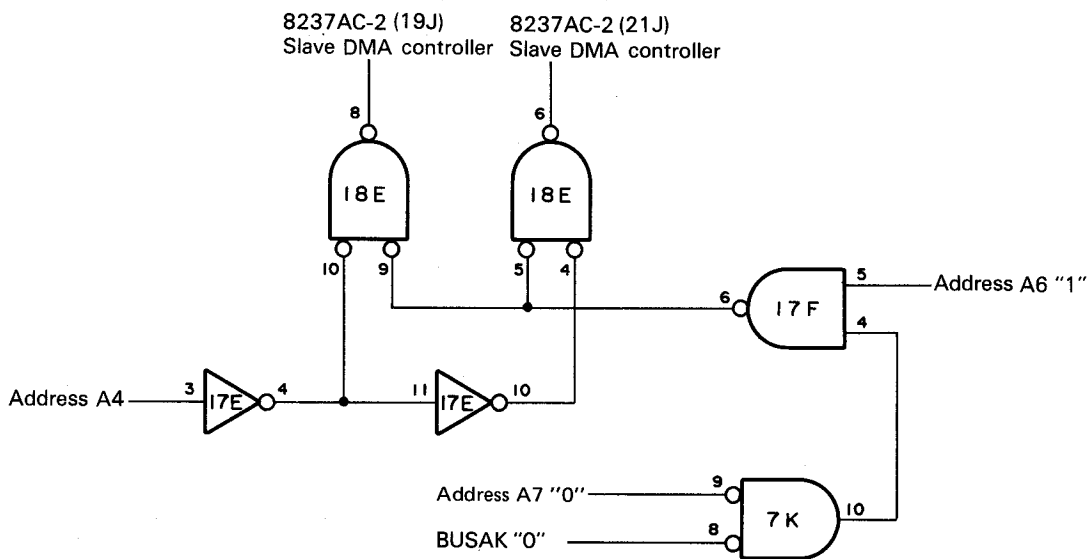 8237AC-2 (19J)
Slave DMA controller
8237AC-2 (21J)
Slave DMA controller
8
6
18E
18E
10
9
5
4
6
17F
5
Address A6 "1"
4
Address A4
3
17E
4
11
17E
10
Address A7 "0"
9
7K
10
BUSAK "0"
8